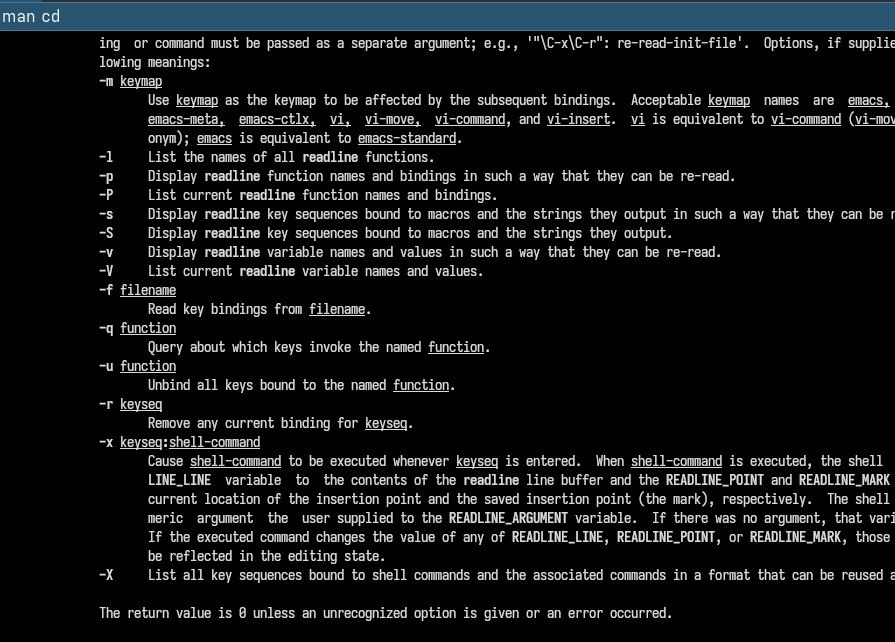 man cd
ing or command must be passed as a separate argument; e.g., '"\C-x\C-r": re-read-init-file'. Options, if supplie
lowing meanings:
-m keymap
Use keymap as the keymap to be affected by the subsequent bindings. Acceptable keymap names are emacs,
emacs-meta, emacs-ctlx, vi, vi-move, vi-command, and vi-insert. vi is equivalent to vi-command (vi-mov
onym); emacs is equivalent to emacs-standard.
-l List the names of all readline functions.
-p Display readline function names and bindings in such a way that they can be re-read.
-P List current readline function names and bindings.
-s Display readline key sequences bound to macros and the strings they output in such a way that they can be r
-S Display readline key sequences bound to macros and the strings they output.
-v Display readline variable names and values in such a way that they can be re-read.
-V List current readline variable names and values.
-f filename
Read key bindings from filename.
-q function
Query about which keys invoke the named function.
-u function
Unbind all keys bound to the named function.
-r keyseq
Remove any current binding for keyseq.
-x keyseq:shell-command
Cause shell-command to be executed whenever keyseq is entered. When shell-command is executed, the shell
LINE_LINE variable to the contents of the readline line buffer and the READLINE_POINT and READLINE_MARK
current location of the insertion point and the saved insertion point (the mark), respectively. The shell
meric argument the user supplied to the READLINE_ARGUMENT variable. If there was no argument, that vari
If the executed command changes the value of any of READLINE_LINE, READLINE_POINT, or READLINE_MARK, those
be reflected in the editing state.
-X List all key sequences bound to shell commands and the associated commands in a format that can be reused a
The return value is 0 unless an unrecognized option is given or an error occurred.